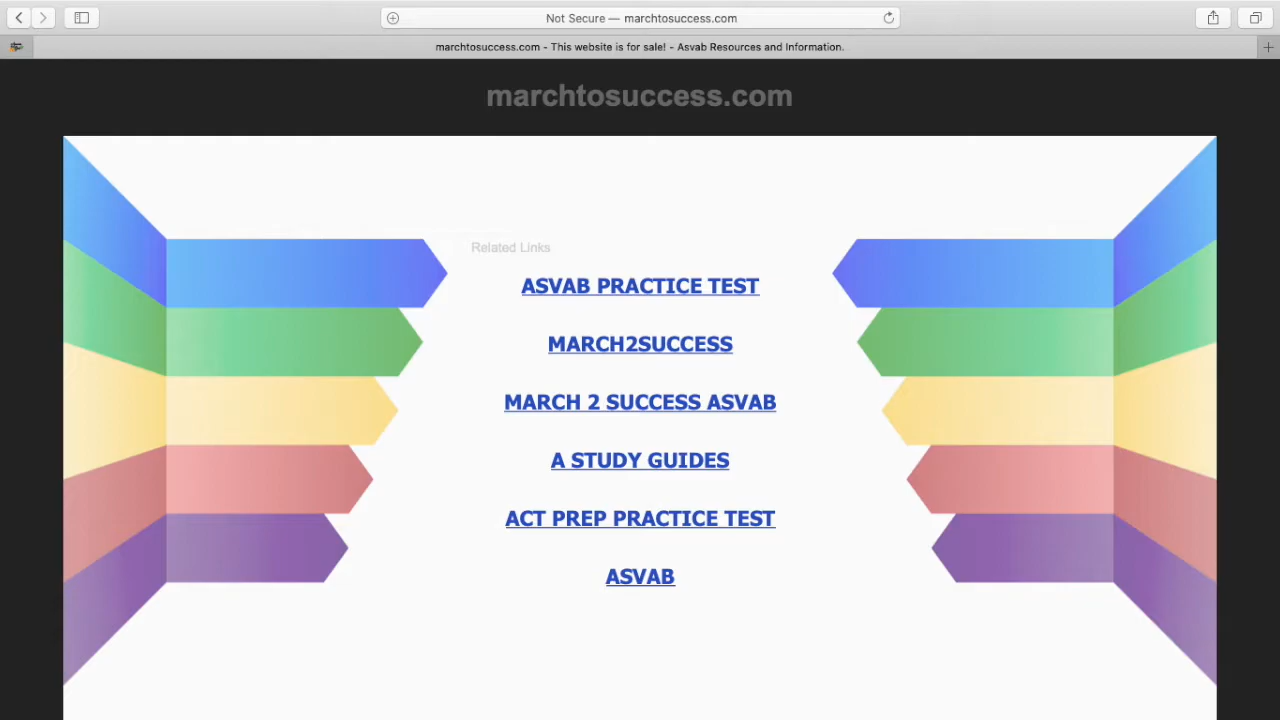 Not Secure — marchtosuccess.com
marchtosuccess.com - This website is for sale! - Asvab Resources and Information.
marchtosuccess.com
Related Links
ASVAB PRACTICE TEST
MARCH2SUCCESS
MARCH 2 SUCCESS ASVAB
A STUDY GUIDES
ACT PREP PRACTICE TEST
ASVAB